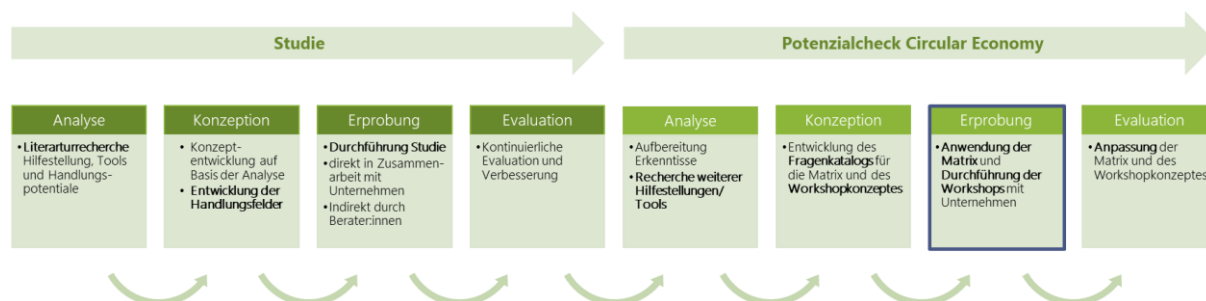 Studie
Potenzialcheck Circular Economy
Analyse
•Literarturrecherche
Hilfestellung, Tools
und Handlungs-
potentiale
Konzeption
• Konzept-
entwicklung auf
Basis der Analyse
• Entwicklung der
Handlungsfelder
Erprobung
•Durchführung Studie
•direkt in Zusammen-
arbeit mit
Unternehmen
•Indirekt durch
Berater:innen
Evaluation
•Kontinuierliche
Evaluation und
Verbesserung
Analyse
•Aufbereitung
Erkenntisse
•Recherche weiterer
Hilfestellungen/
Tools
Konzeption
•Entwicklung des
Fragenkatalogs für
die Matrix und des
Workshopkonzeptes
Erprobung
•Anwendung der
Matrix und
Durchführung der
Workshops mit
Unternehmen
Evaluation
•Anpassung der
Matrix und des
Workshopkonzeptes